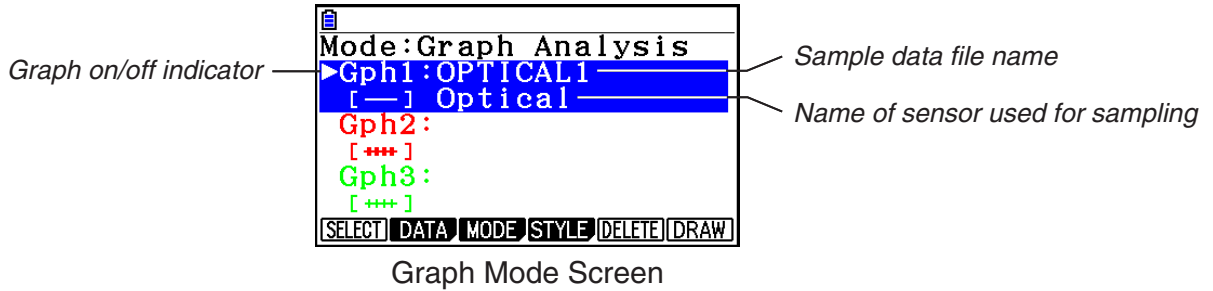 Mode:Graph Analysis
Graph on/off indicator
▶Gph1:OPTICAL1
Sample data file name
[—] Optical
Name of sensor used for sampling
Gph2:
[++++]
Gph3:
[++++]
SELECT DATA MODE STYLE DELETE DRAW
Graph Mode Screen